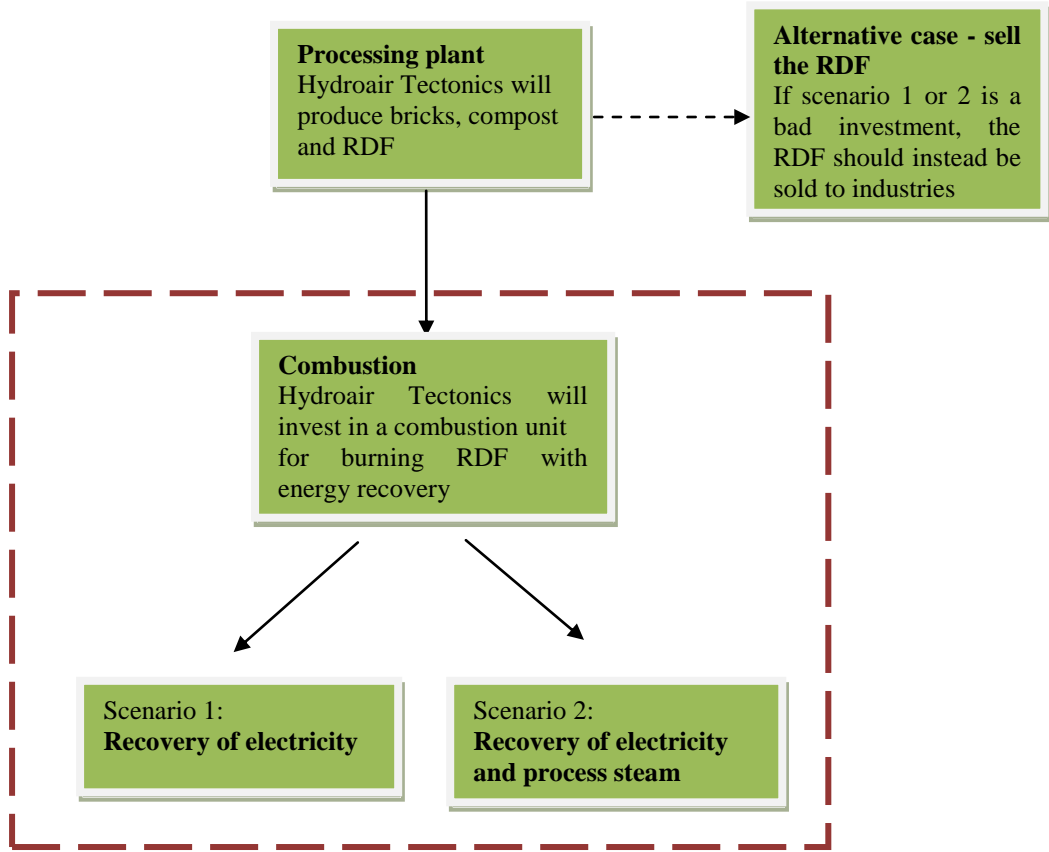 Processing plant
Hydroair Tectonics will
produce bricks, compost
and RDF
Alternative case - sell
the RDF
If scenario 1 or 2 is a
bad investment, the
RDF should instead be
sold to industries
Combustion
Hydroair Tectonics will
invest in a combustion unit
for burning RDF with
energy recovery
Scenario 1:
Recovery of electricity
Scenario 2:
Recovery of electricity
and process steam